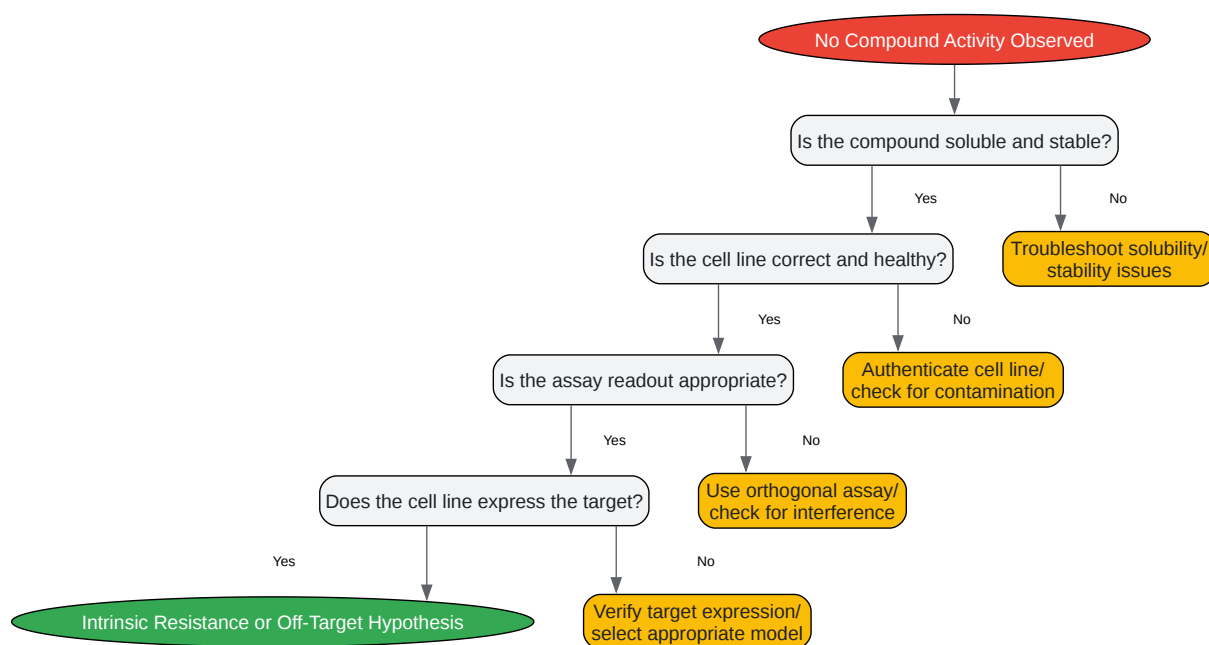 No Compound Activity Observed
Is the compound soluble and stable?
Yes
No
Is the cell line correct and healthy?
Troubleshoot solubility/
stability issues
Yes
No
Is the assay readout appropriate?
Authenticate cell line/
check for contamination
Yes
No
Does the cell line express the target?
Use orthogonal assay/
check for interference
Yes
No
Intrinsic Resistance or Off-Target Hypothesis
Verify target expression/
select appropriate model